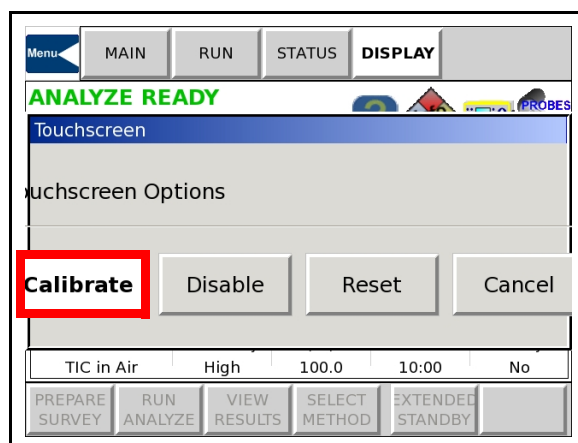 Menu MAIN RUN STATUS DISPLAY
ANALYZE READY
PROBES
Touchscreen
ouchscreen Options
Calibrate Disable Reset Cancel
TIC in Air High 100.0 10:00 No
PREPARE SURVEY RUN ANALYZE VIEW RESULTS SELECT METHOD EXTENDED STANDBY